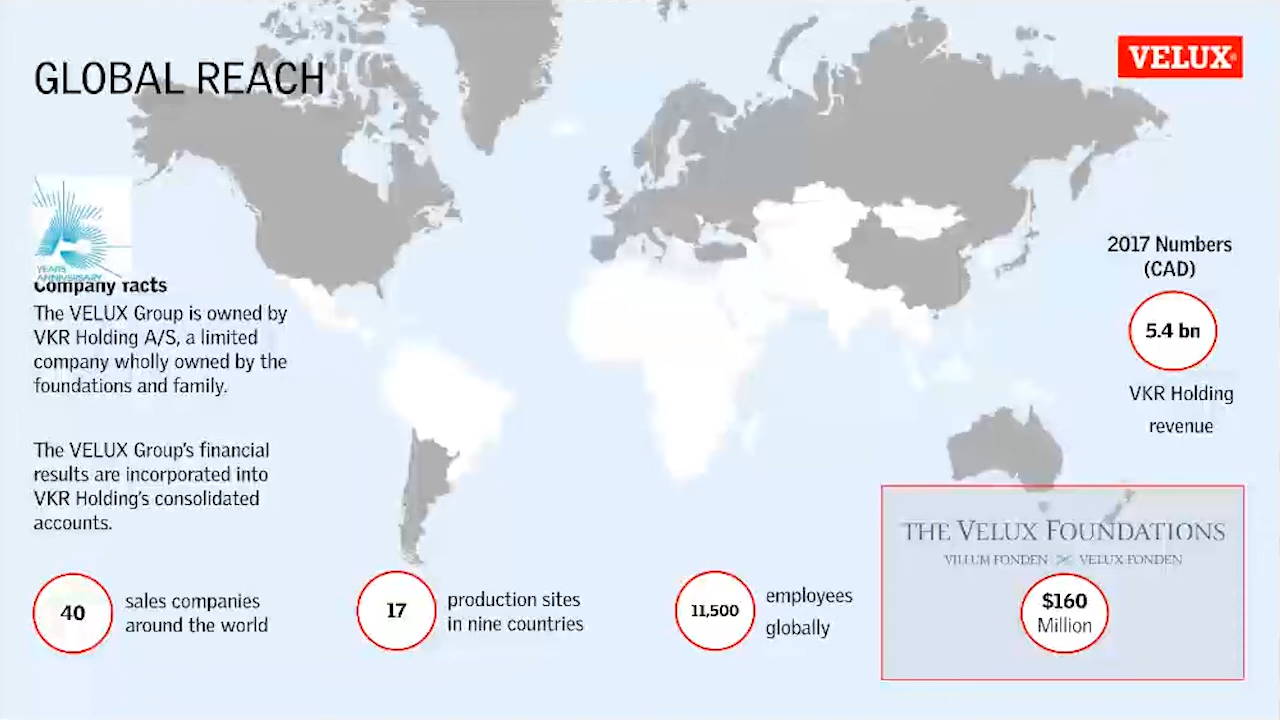 GLOBAL REACH
VELUX
75
YEARS
ANNIVERSARY
Company facts
The VELUX Group is owned by
VKR Holding A/S, a limited
company wholly owned by the
foundations and family.
The VELUX Group's financial
results are incorporated into
VKR Holding's consolidated
accounts.
2017 Numbers
(CAD)
5.4 bn
VKR Holding
revenue
THE VELUX FOUNDATIONS
VILLUM FONDEN VELUX FONDEN
$160
Million
40
sales companies
around the world
17
production sites
in nine countries
11,500
employees
globally